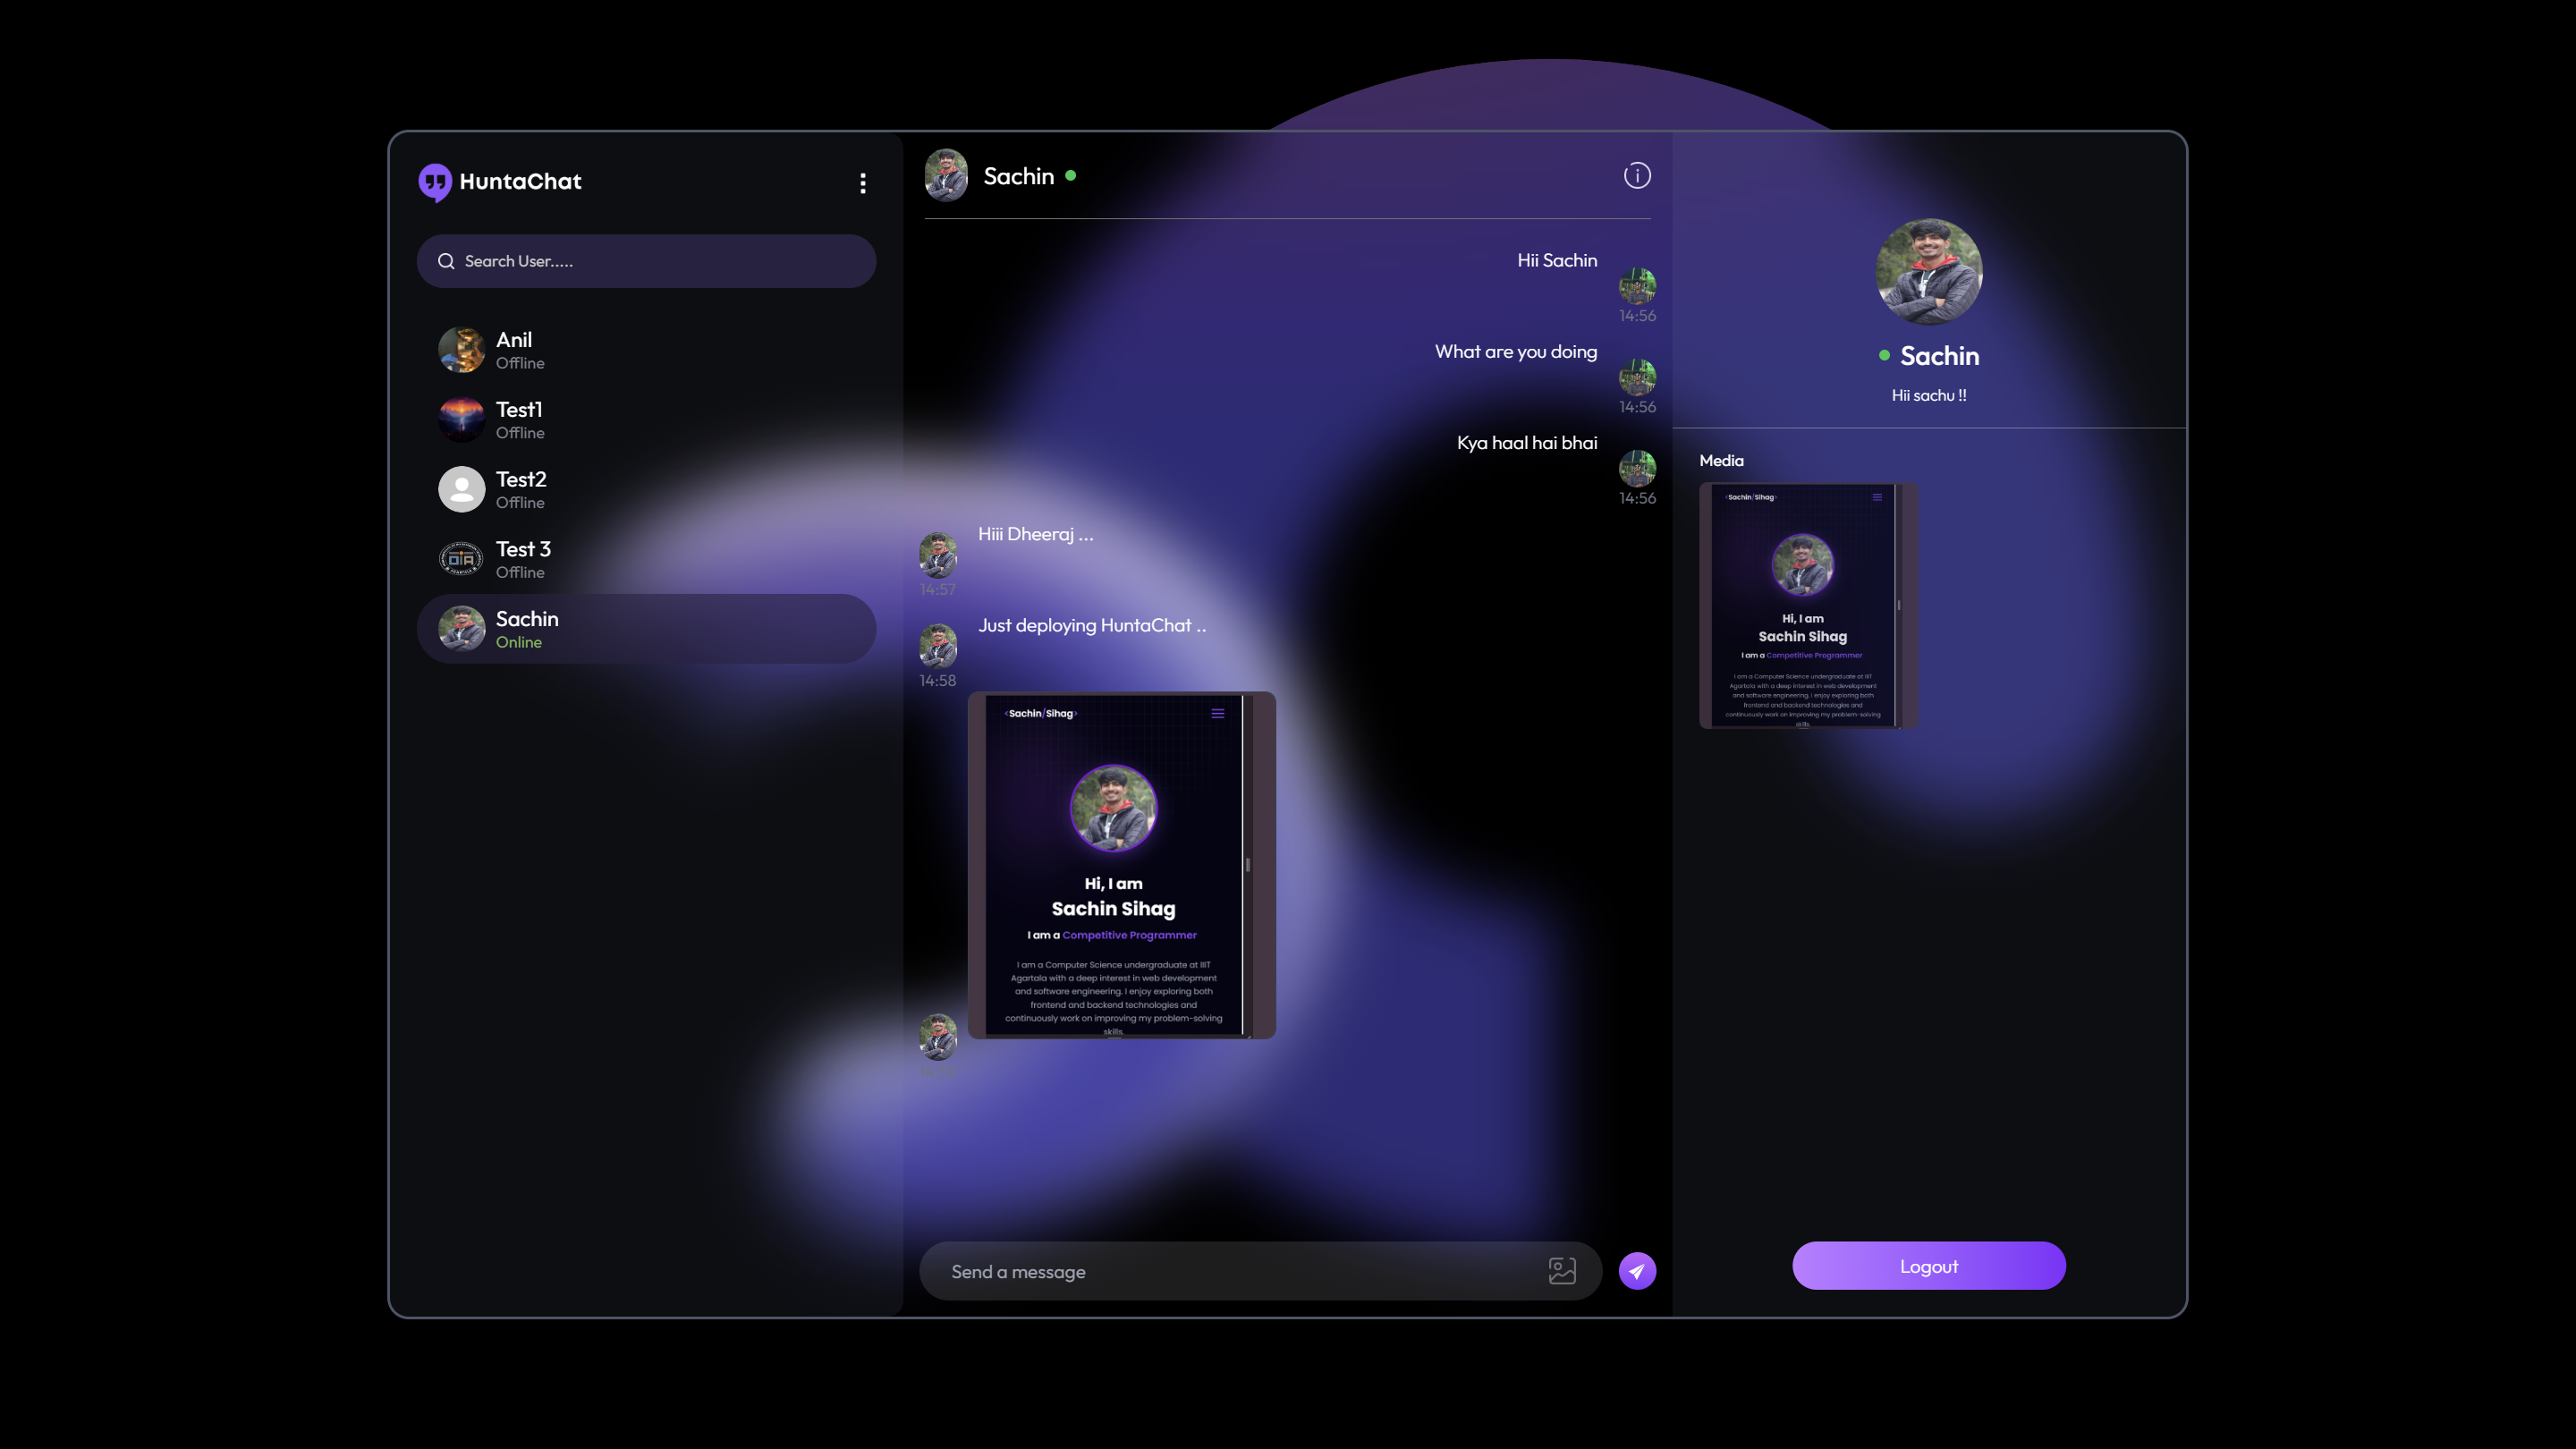 HuntaChat
Search User.....
Anil
Offline
Test1
Offline
Test2
Offline
Test 3
Offline
Sachin
Online
Sachin
Hii Sachin
14:56
What are you doing
14:56
Kya haal hai bhai
14:56
Hiii Dheeraj ...
14:57
Just deploying HuntaChat ..
14:58
<Sachin/Sihag>
Hi, I am
Sachin Sihag
I am a Competitive Programmer
I am a Computer Science undergraduate at IIIT
Agartala with a deep interest in web development
and software engineering. I enjoy exploring both
frontend and backend technologies and
continuously work on improving my problem-solving
skills.
Send a message
Sachin
Hii sachu !!
Media
<Sachin/Sihag>
Hi, I am
Sachin Sihag
I am a Competitive Programmer
I am a Computer Science undergraduate at IIIT
Agartala with a deep interest in web development
and software engineering. I enjoy exploring both
frontend and backend technologies and
continuously work on improving my problem-solving
skills.
Logout